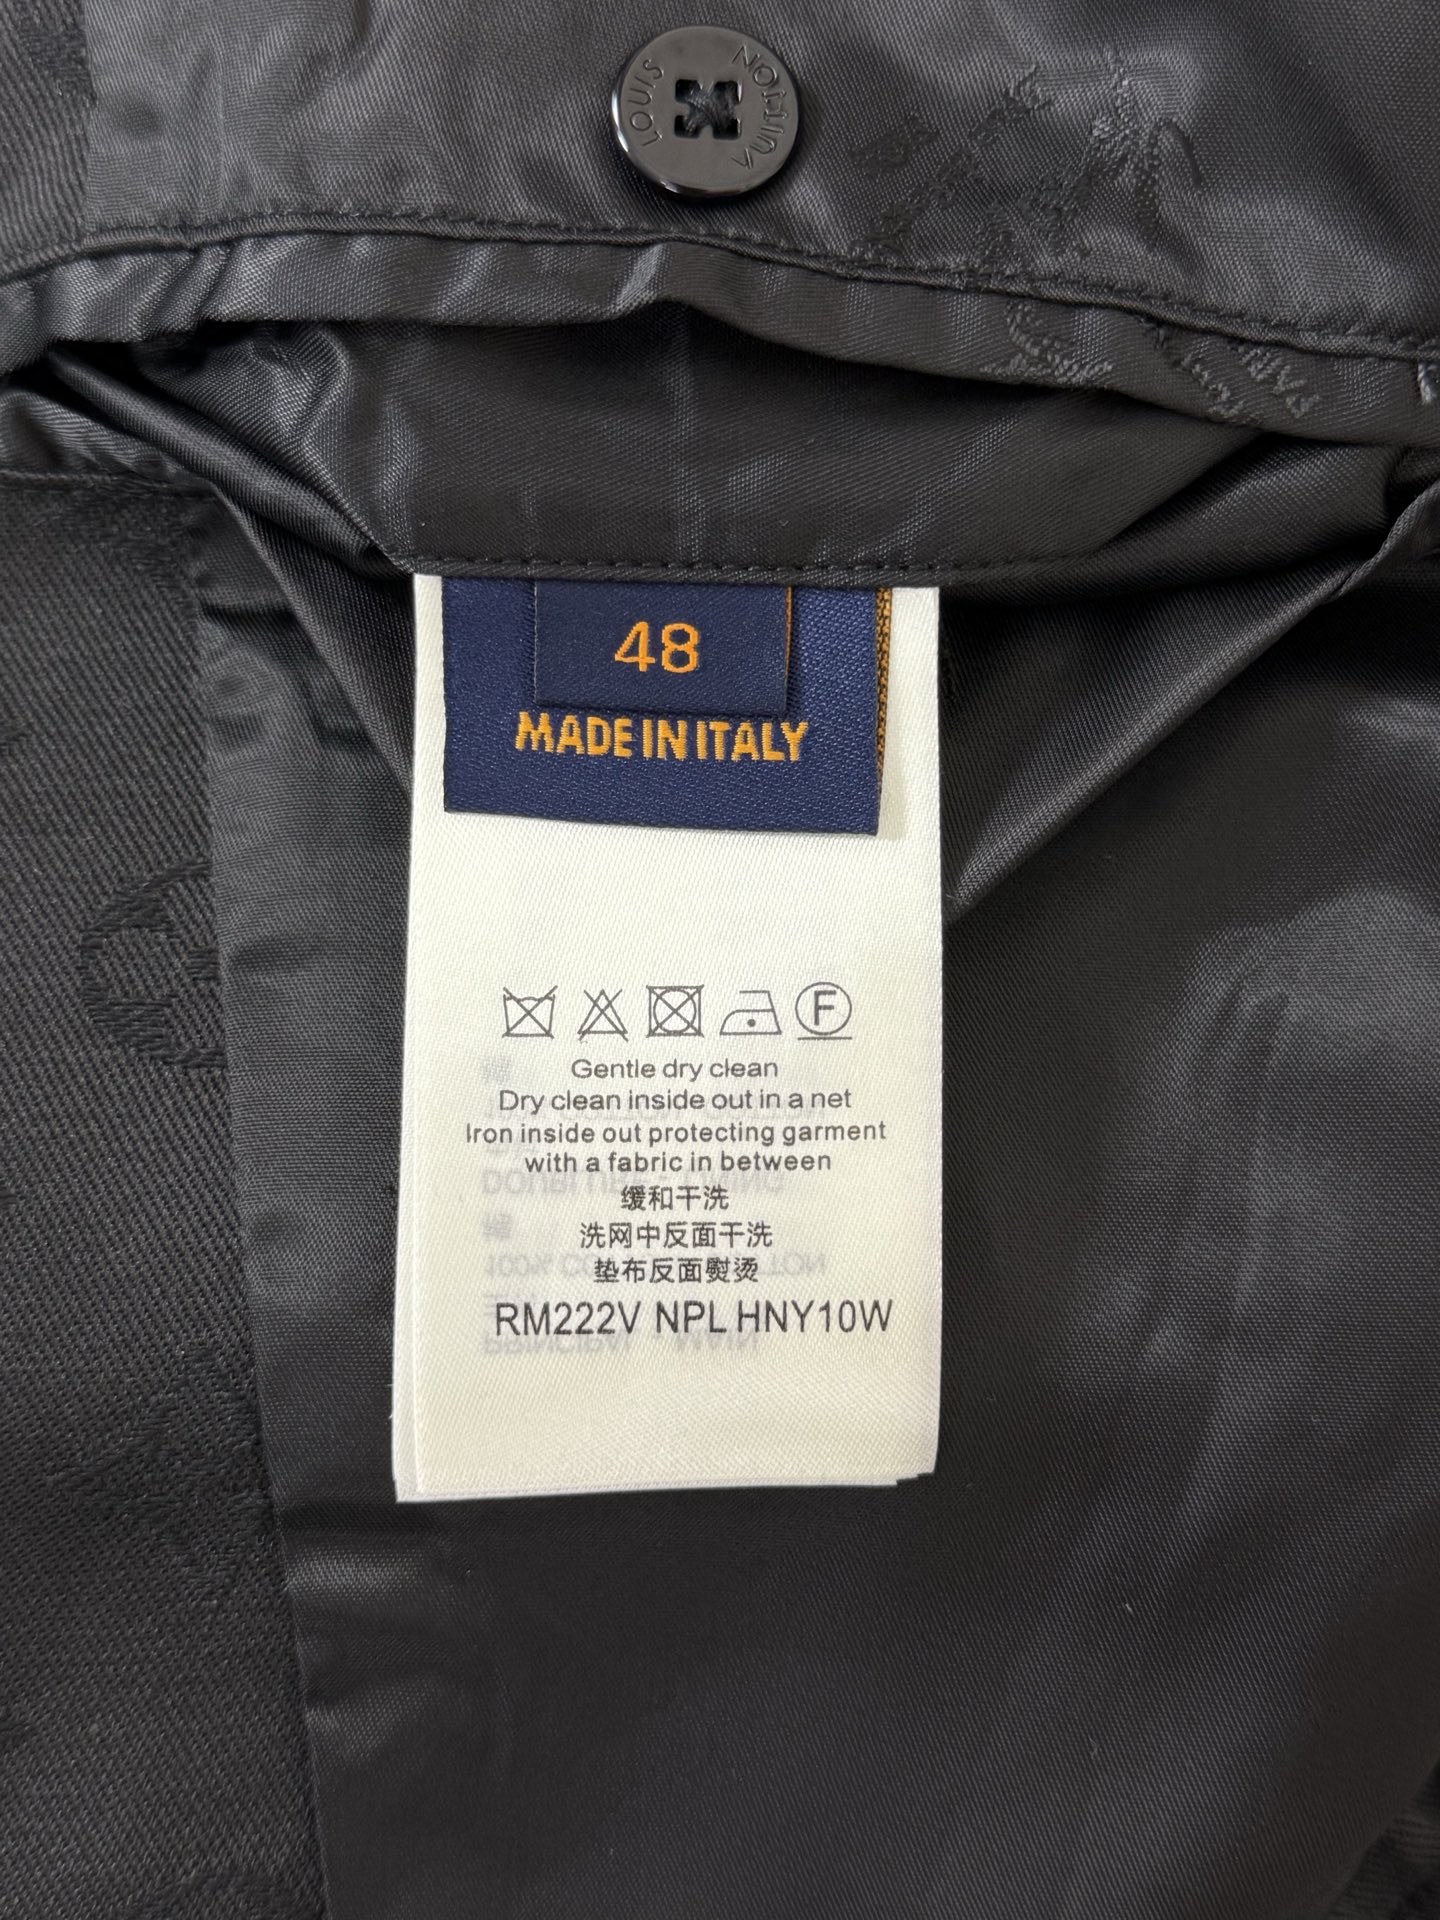 LOUIS VUITTON
48
MADE IN ITALY
F
Gentle dry clean
Dry clean inside out in a net
Iron inside out protecting garment
with a fabric in between
缓和干洗
洗网中反面干洗
垫布反面熨烫
RM222V NPL HNY10W